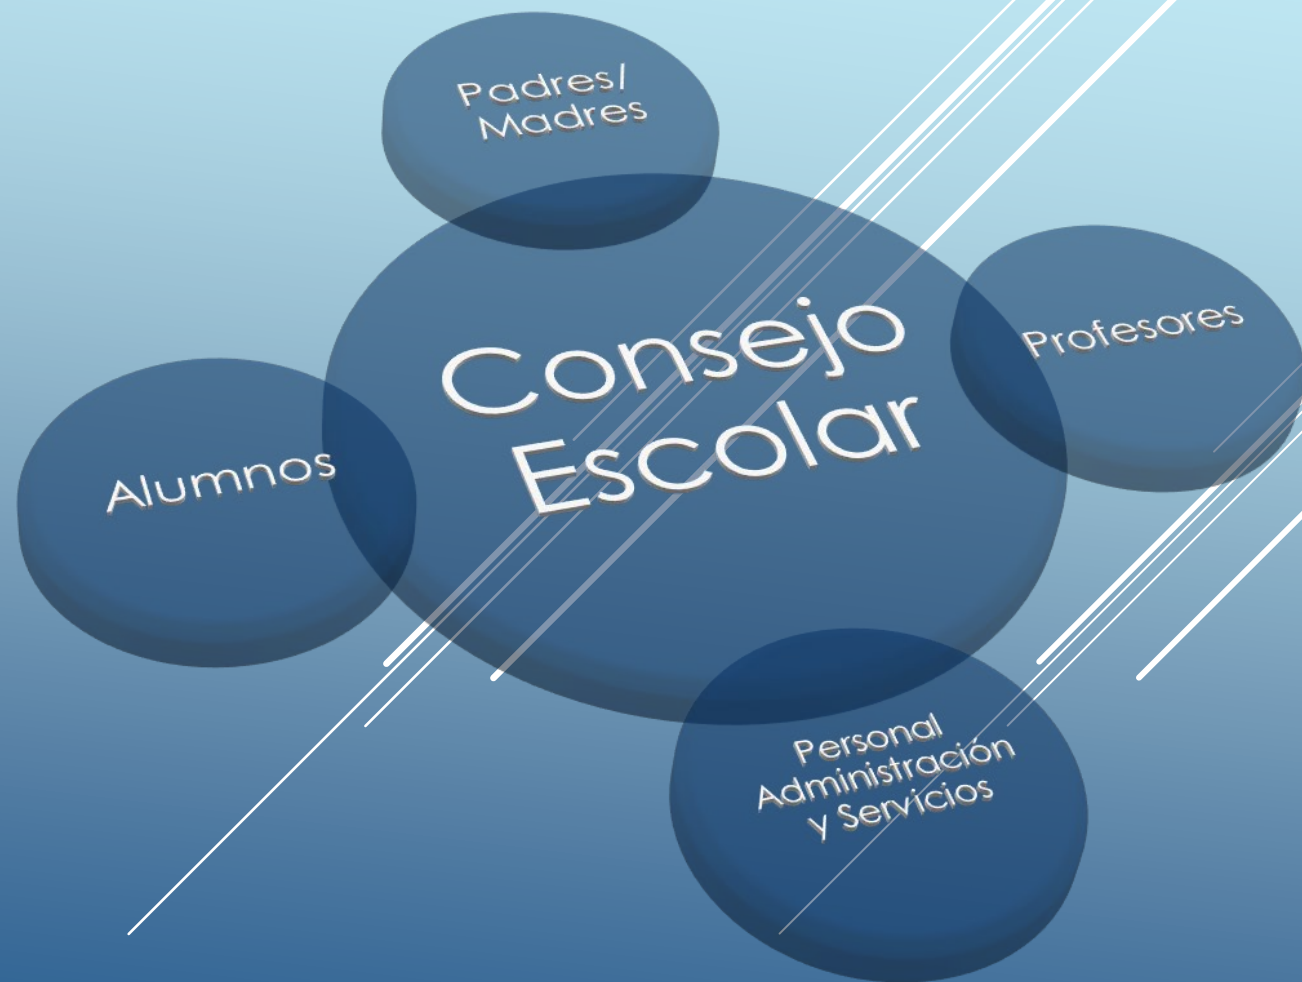 Padres/
Madres
Profesores
Consejo
Escolar
Alumnos
Personal
Administración
y Servicios